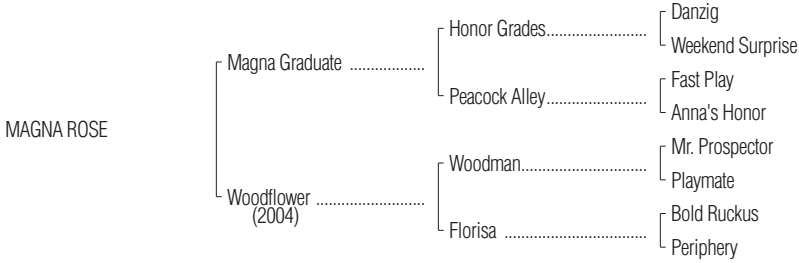 Danzig
Honor Grades..........................
Weekend Surprise
Magna Graduate ..................
Fast Play
Peacock Alley..........................
Anna's Honor
MAGNA ROSE
Mr. Prospector
Woodman................................
Playmate
Woodflower ..........................
(2004)
Bold Ruckus
Florisa ....................................
Periphery